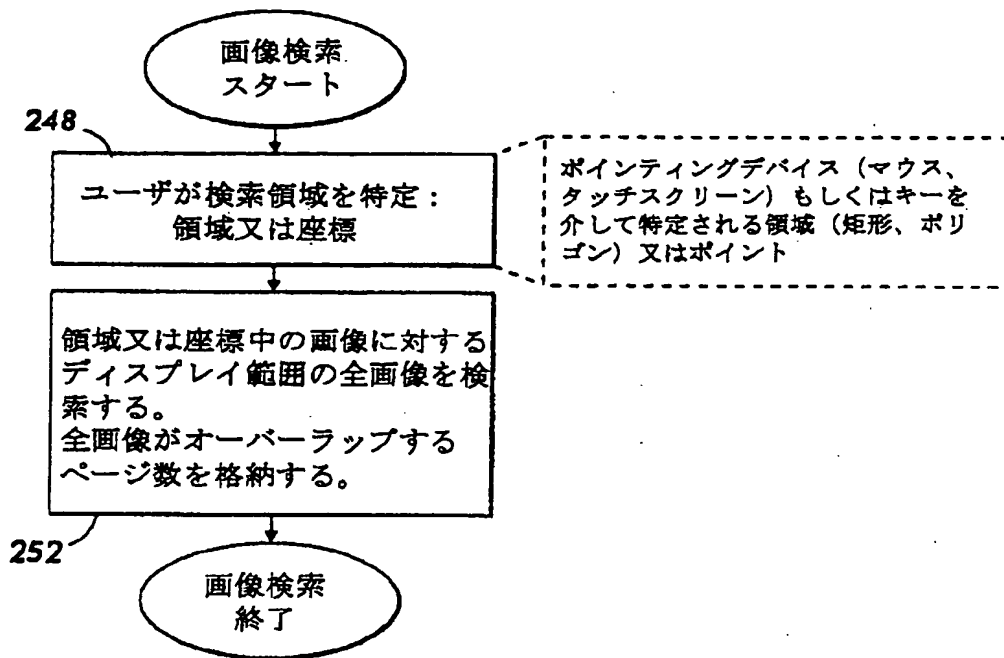 画像検索
スタート
248
ユーザが検索領域を特定：
領域又は座標
ポインティングデバイス（マウス、
タッチスクリーン）もしくはキーを
介して特定される領域（矩形、ポリ
ゴン）又はポイント
領域又は座標中の画像に対する
ディスプレイ範囲の全画像を検
索する。
全画像がオーバーラップする
ページ数を格納する。
252
画像検索
終了